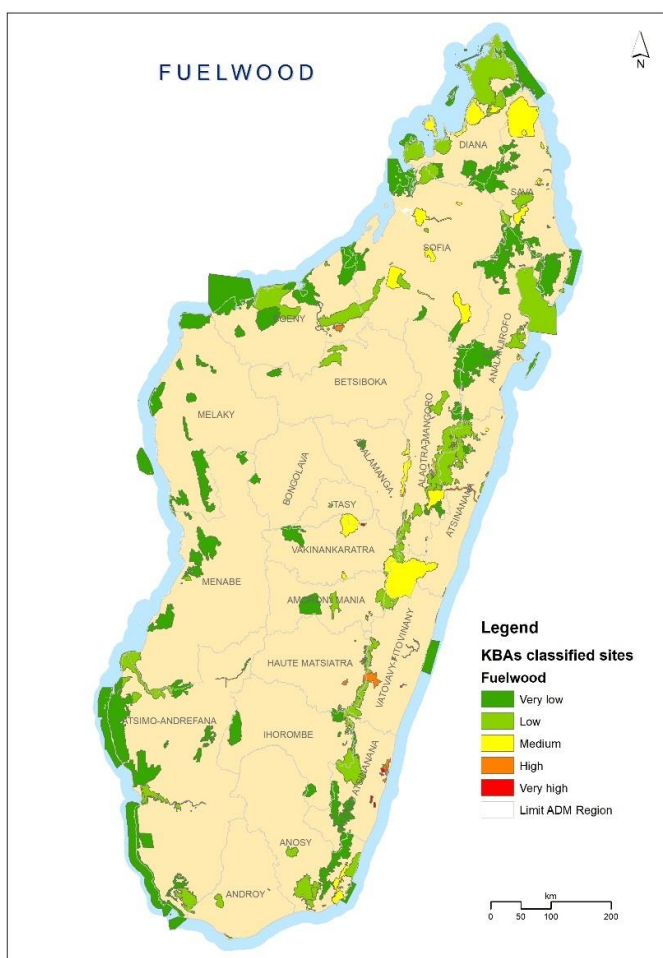 FUELWOOD
N
DIANA
SAVA
SOFIA
BETSIBOKA
ANALANJIROFO
MELAKY
ALAOTRA-MANGORO
BONGOLAVA
ITASY
ATSINANANA
VAKINANKARATRA
MENABE
HAUTE MATSIATRA
VATOVAVY-FITOVINANY
ATSIMO-ANDREFANA
IHOROMBE
ATSINANANA
ANOSY
ANDROY
Legend
KBAs classified sites
Fuelwood
Very low
Low
Medium
High
Very high
Limit ADM Region
km
0 50 100 200